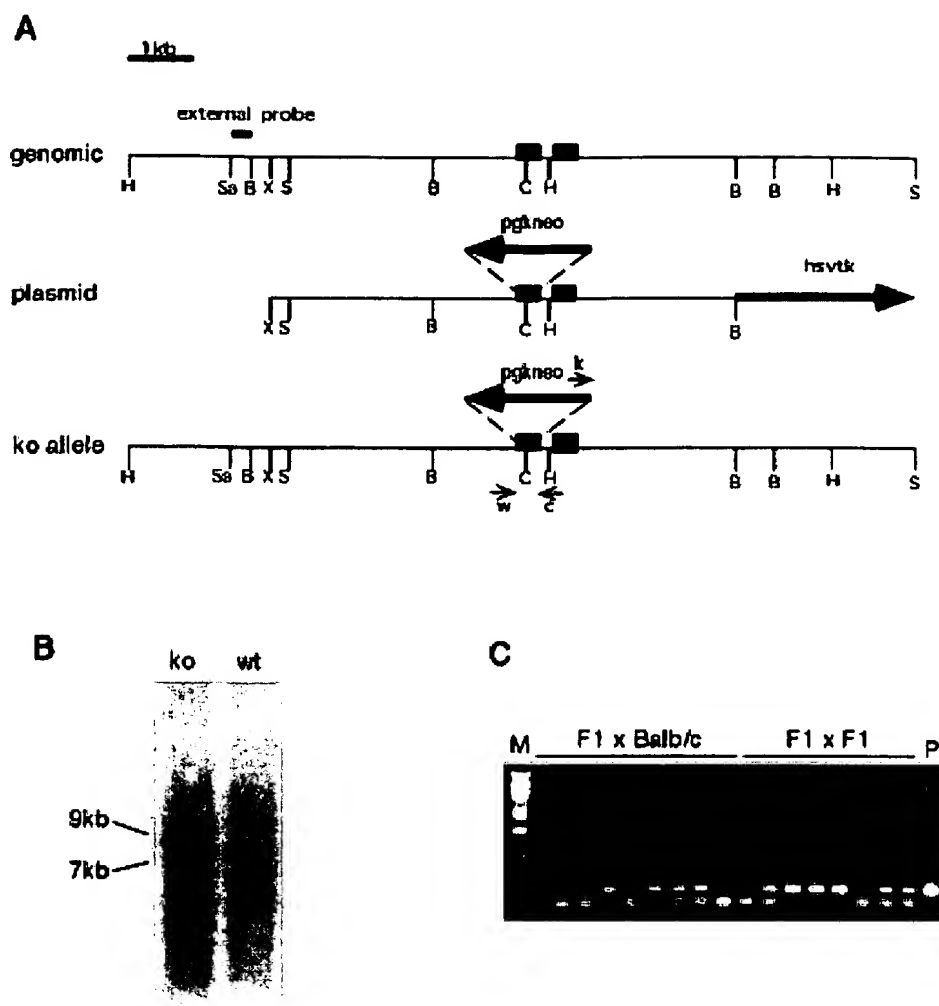 A
1kb
external probe
genomic
H Sa B X S B C H B B H S
pgkneo
hsvtk
plasmid
X S B C H B
pgkneo k
ko allele
H Sa B X S B C H B B H S
w c
B
ko wt
9kb
7kb
C
M F1 x Balb/c F1 x F1 P